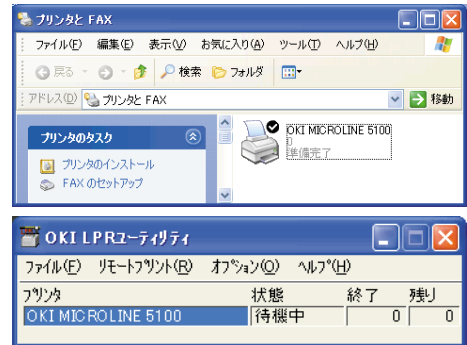 プリンタと FAX
ファイル(F) 編集(E) 表示(V) お気に入り(A) ツール(T) ヘルプ(H)
戻る 検索 フォルダ
アドレス(D) プリンタと FAX 移動
プリンタのタスク
プリンタのインストール
FAX のセットアップ
OKI MICROLINE 5100
0
準備完了
OKI LPRユーティリティ
ファイル(F) リモートプリント(R) オプション(O) ヘルプ(H)
プリンタ 状態 終了 残り
OKI MICROLINE 5100 待機中 0 0